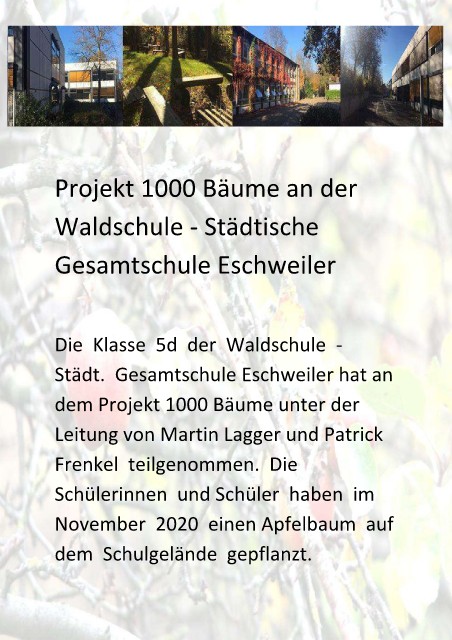 Projekt 1000 Bäume an der
Waldschule - Städtische
Gesamtschule Eschweiler
Die Klasse 5d der Waldschule -
Städt. Gesamtschule Eschweiler hat an
dem Projekt 1000 Bäume unter der
Leitung von Martin Lagger und Patrick
Frenkel teilgenommen. Die
Schülerinnen und Schüler haben im
November 2020 einen Apfelbaum auf
dem Schulgelände gepflanzt.